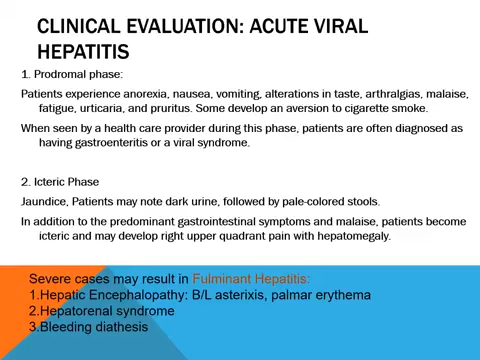 CLINICAL EVALUATION: ACUTE VIRAL
HEPATITIS
1. Prodromal phase:
Patients experience anorexia, nausea, vomiting, alterations in taste, arthralgias, malaise,
fatigue, urticaria, and pruritus. Some develop an aversion to cigarette smoke.
When seen by a health care provider during this phase, patients are often diagnosed as
having gastroenteritis or a viral syndrome.
2. Icteric Phase
Jaundice, Patients may note dark urine, followed by pale-colored stools.
In addition to the predominant gastrointestinal symptoms and malaise, patients become
icteric and may develop right upper quadrant pain with hepatomegaly.
Severe cases may result in Fulminant Hepatitis:
1.Hepatic Encephalopathy: B/L asterixis, palmar erythema
2.Hepatorenal syndrome
3.Bleeding diathesis